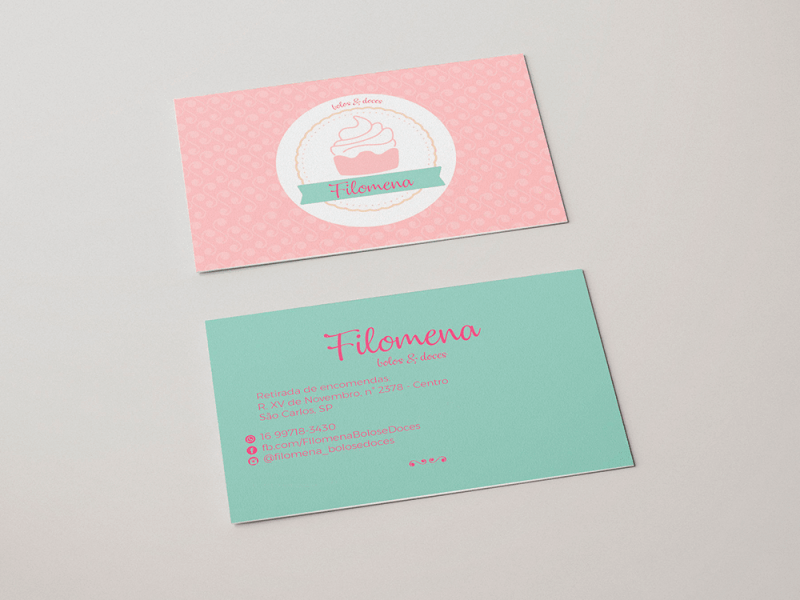 bolos & doces
Filomena
Filomena
bolos & doces
Retirada de encomendas
R. XV de Novembro, n° 2378 - Centro
São Carlos, SP
16 99718-3430
fb.com/FilomenaBoloseDoces
@filomena_bolosedoces